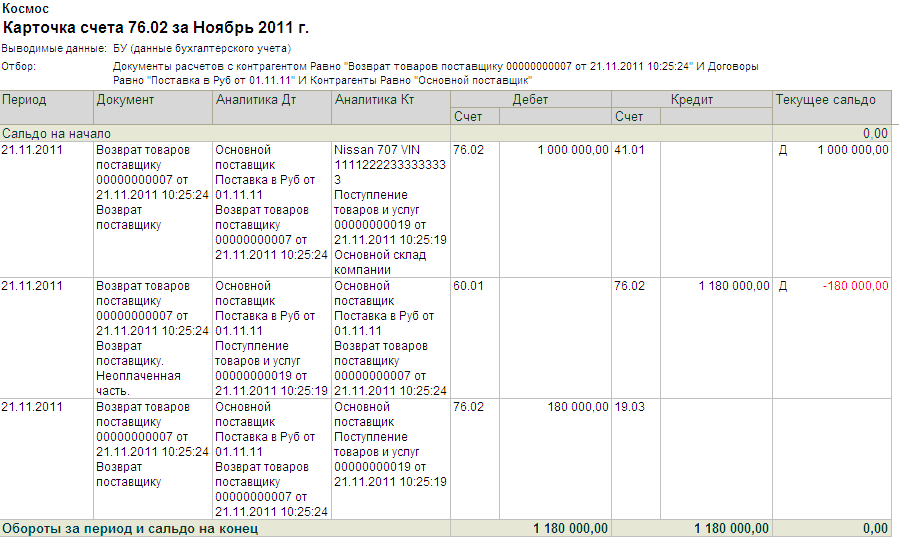 Космос
Карточка счета 76.02 за Ноябрь 2011 г.
Выводимые данные: БУ (данные бухгалтерского учета)
Отбор: Документы расчетов с контрагентом Равно "Возврат товаров поставщику 00000000007 от 21.11.2011 10:25:24" И Договоры
Равно "Поставка в Руб от 01.11.11" И Контрагенты Равно "Основной поставщик"
Период Документ Аналитика Дт Аналитика Кт Дебет Кредит Текущее сальдо
Счет Счет
Сальдо на начало 0,00
21.11.2011 Возврат товаров Основной Nissan 707 VIN 76.02 1 000 000,00 41.01 Д 1 000 000,00
поставщику поставщик 1111222233333333
00000000007 от Поставка в Руб от 3
21.11.2011 10:25:24 01.11.11 Поступление
Возврат Возврат товаров товаров и услуг
поставщику поставщику 00000000019 от
00000000007 от 21.11.2011 10:25:19
21.11.2011 10:25:24 Основной склад
компании
21.11.2011 Возврат товаров Основной Основной 60.01 76.02 1 180 000,00 Д -180 000,00
поставщику поставщик поставщик
00000000007 от Поставка в Руб от Поставка в Руб от
21.11.2011 10:25:24 01.11.11 01.11.11
Возврат Поступление Возврат товаров
поставщику. товаров и услуг поставщику
Неоплаченная 00000000019 от 00000000007 от
часть. 21.11.2011 10:25:19 21.11.2011 10:25:24
21.11.2011 Возврат товаров Основной Основной 76.02 180 000,00 19.03
поставщику поставщик поставщик
00000000007 от Поставка в Руб от Поступление
21.11.2011 10:25:24 01.11.11 товаров и услуг
Возврат Возврат товаров 00000000019 от
поставщику поставщику 21.11.2011 10:25:19
00000000007 от
21.11.2011 10:25:24
Обороты за период и сальдо на конец 1 180 000,00 1 180 000,00 0,00